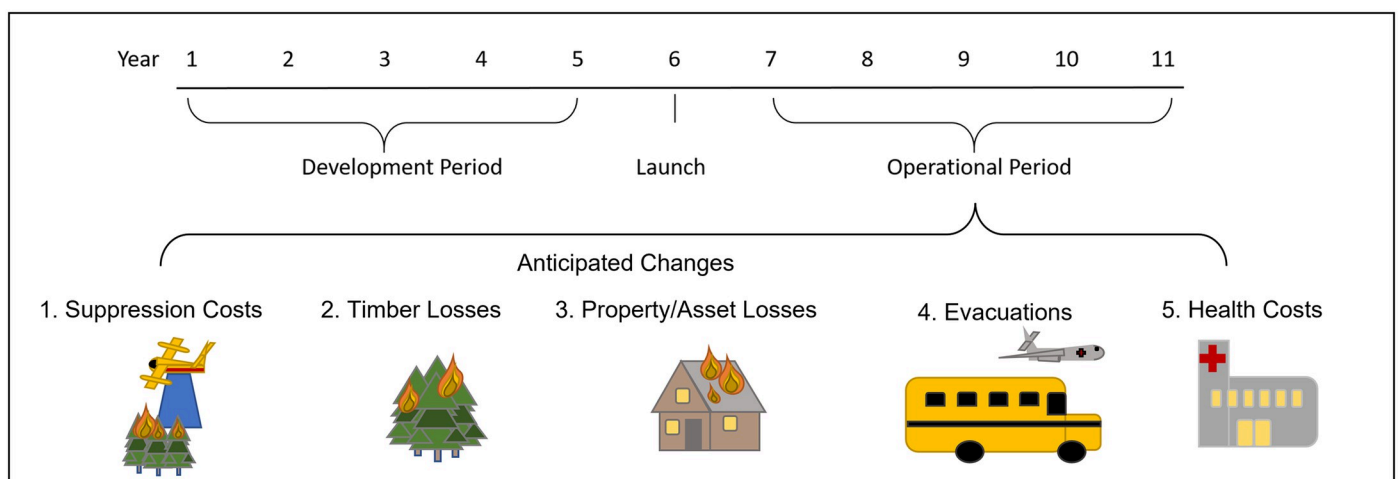 Year 1 2 3 4 5 6 7 8 9 10 11
Development Period Launch Operational Period
Anticipated Changes
1. Suppression Costs 2. Timber Losses 3. Property/Asset Losses 4. Evacuations 5. Health Costs